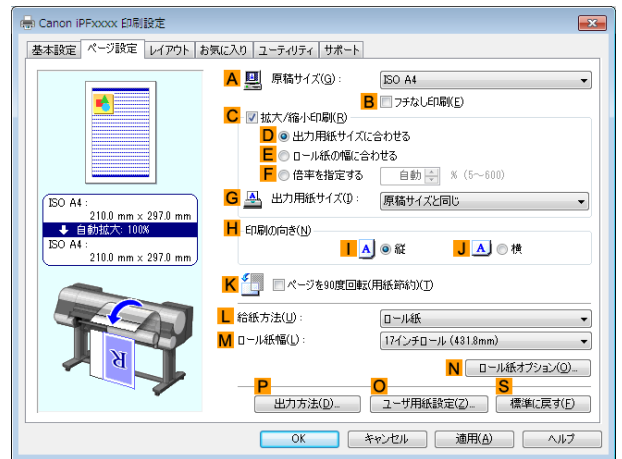 Canon iPFxxxx 印刷設定
基本設定 ページ設定 レイアウト お気に入り ユーティリティ サポート
A 原稿サイズ(G): ISO A4
B フチなし印刷(E)
C 拡大/縮小印刷(R)
D 出力用紙サイズに合わせる
E ロール紙の幅に合わせる
F 倍率を指定する 自動 % (5～600)
G 出力用紙サイズ(I): 原稿サイズと同じ
ISO A4 :
210.0 mm x 297.0 mm
自動拡大: 100%
ISO A4 :
210.0 mm x 297.0 mm
H 印刷の向き(N)
I A 縦 J A 横
K ページを90度回転(用紙節約)(T)
L 給紙方法(U): ロール紙
M ロール紙幅(L): 17インチロール (431.8mm)
N ロール紙オプション(O)...
P O S
出力方法(D)... ユーザ用紙設定(Z)... 標準に戻す(F)
R
OK キャンセル 適用(A) ヘルプ